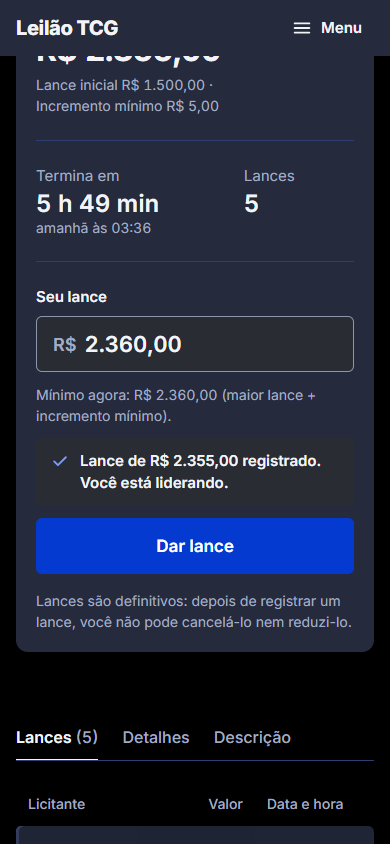 Leilão TCG
Menu
R$ 2.355,00
Lance inicial R$ 1.500,00 ·
Incremento mínimo R$ 5,00
Termina em
Lances
5 h 49 min
5
amanhã às 03:36
Seu lance
R$ 2.360,00
Mínimo agora: R$ 2.360,00 (maior lance +
incremento mínimo).
Lance de R$ 2.355,00 registrado.
Você está liderando.
Dar lance
Lances são definitivos: depois de registrar um
lance, você não pode cancelá-lo nem reduzi-lo.
Lances (5)
Detalhes
Descrição
Licitante
Valor
Data e hora